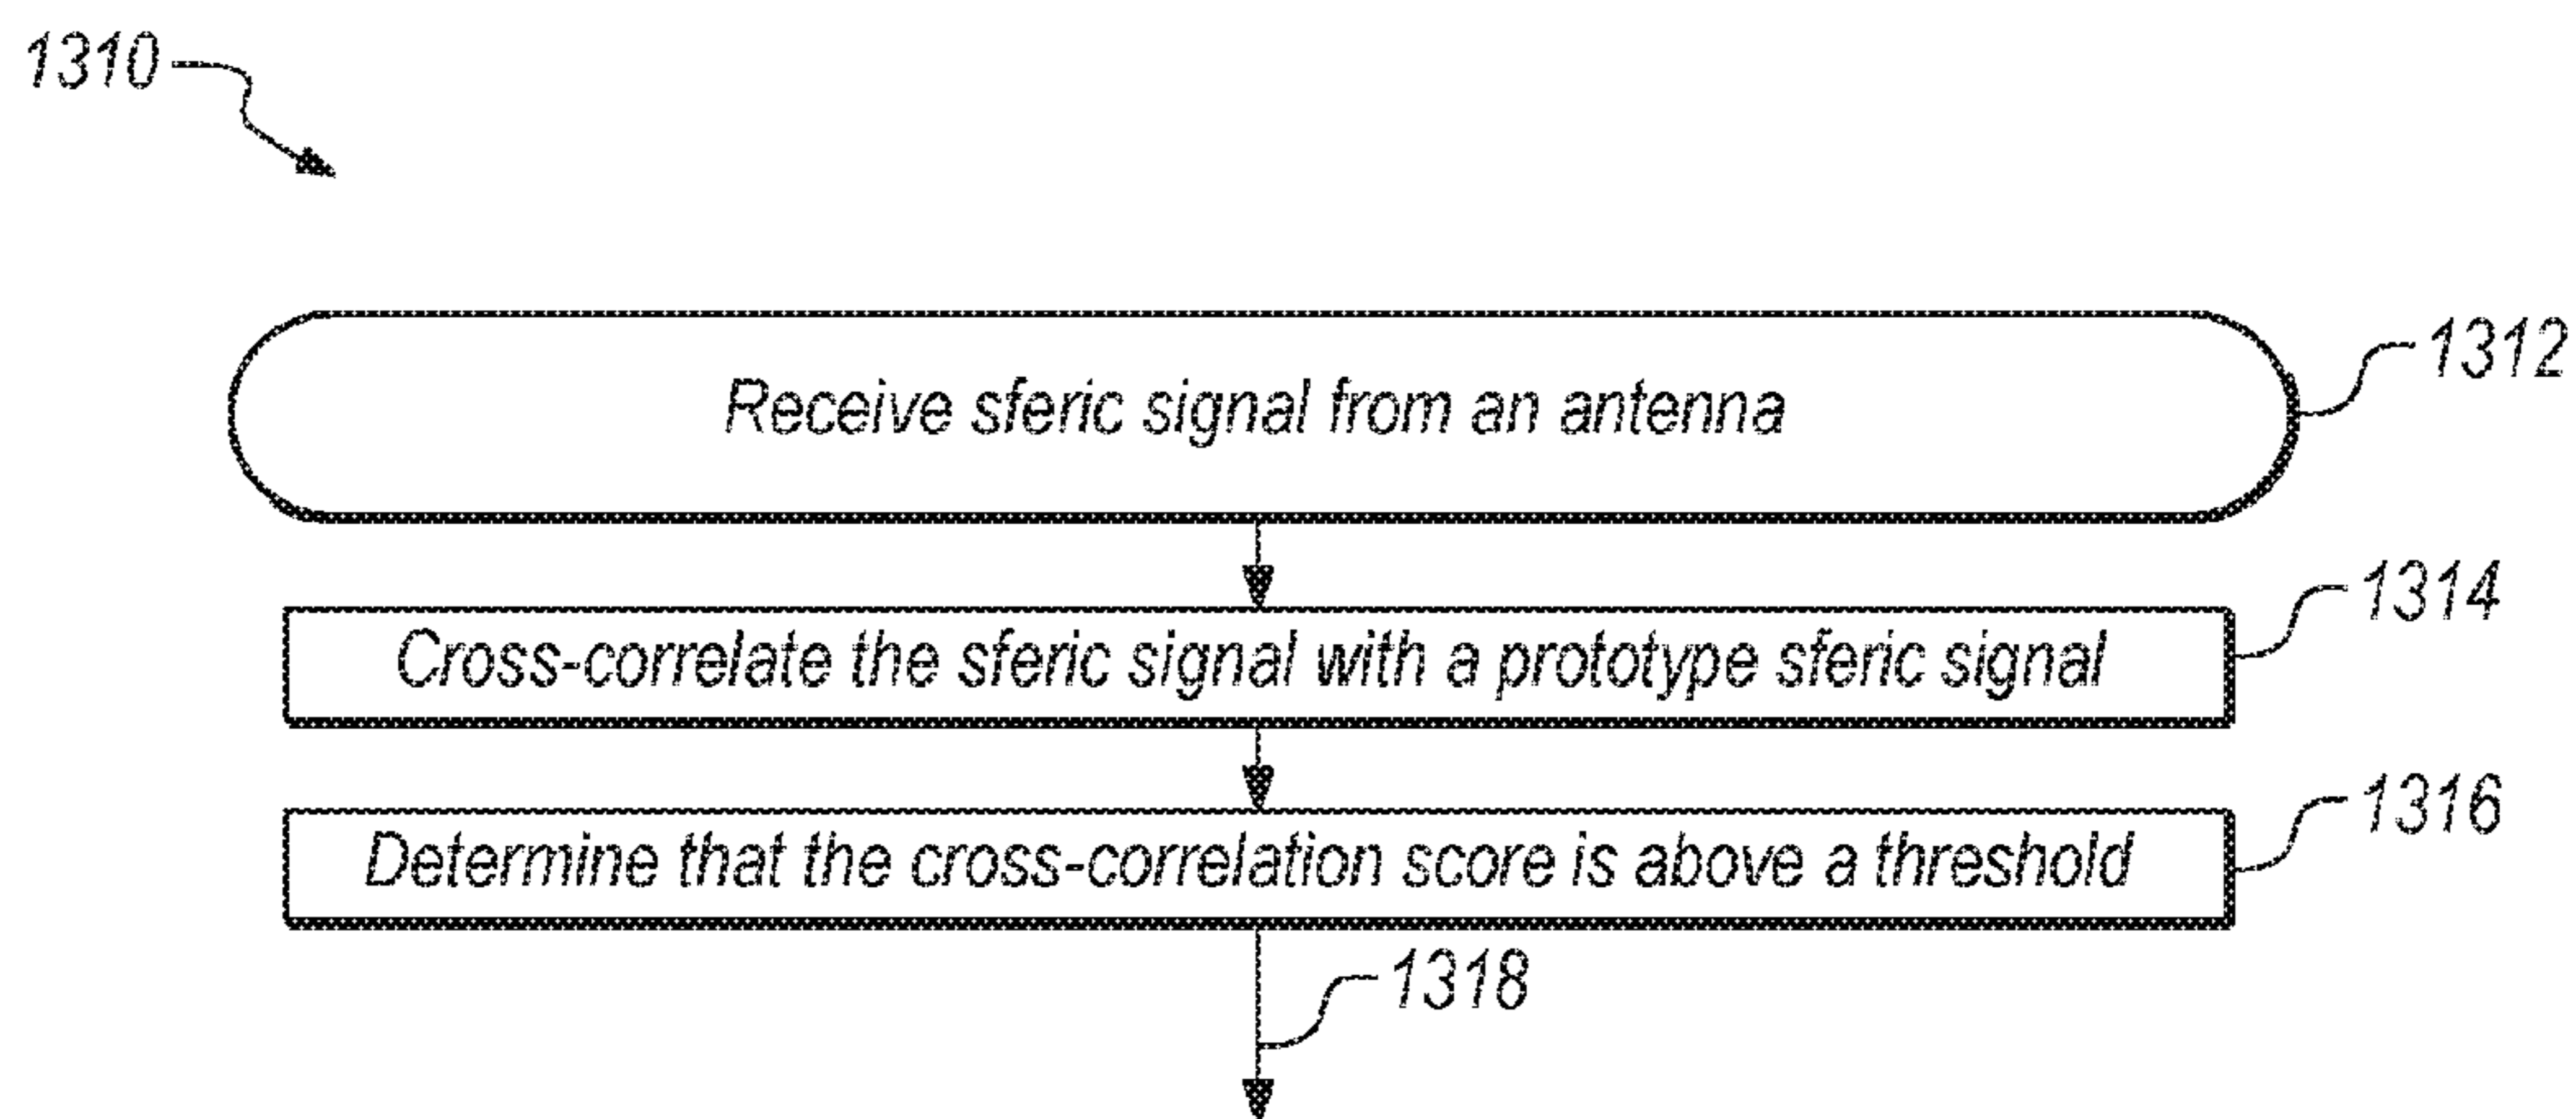 1310
Receive sferic signal from an antenna
1312
Cross-correlate the sferic signal with a prototype sferic signal
1314
Determine that the cross-correlation score is above a threshold
1316
1318